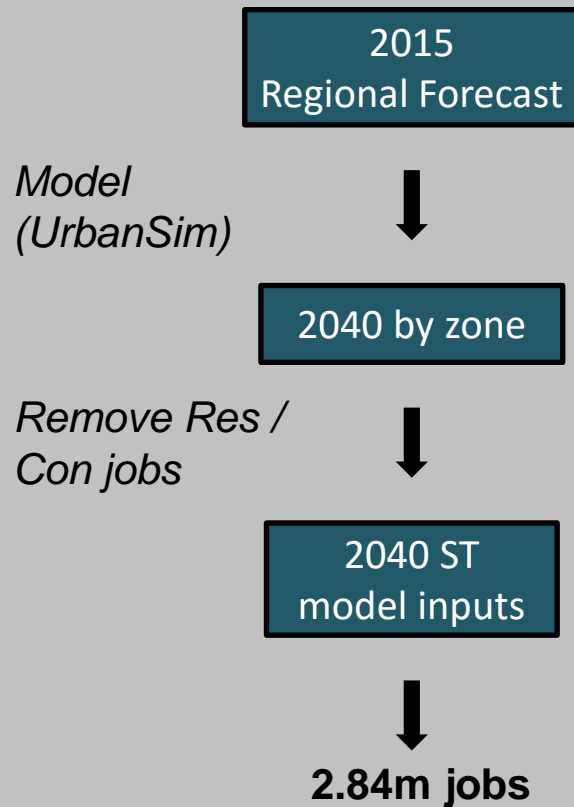 2015
Regional Forecast
Model
(UrbanSim)
2040 by zone
Remove Res /
Con jobs
2040 ST
model inputs
2.84m jobs